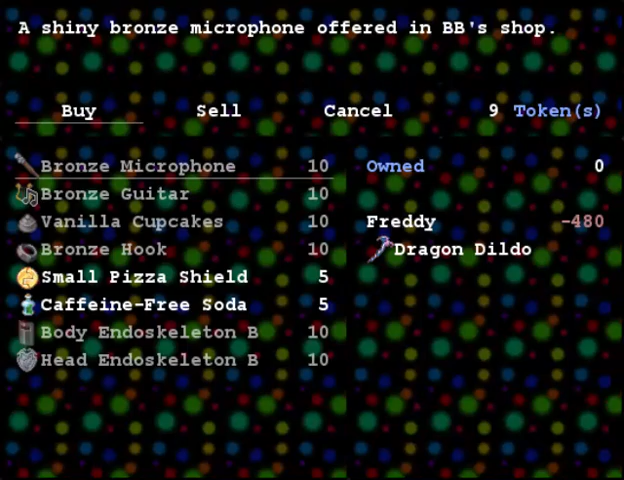 A shiny bronze microphone offered in BB's shop.
Buy Sell Cancel 9 Token(s)
Bronze Microphone 10
Bronze Guitar 10
Vanilla Cupcakes 10
Bronze Hook 10
Small Pizza Shield 5
Caffeine-Free Soda 5
Body Endoskeleton B 10
Head Endoskeleton B 10
Owned 0
Freddy -480
Dragon Dildo